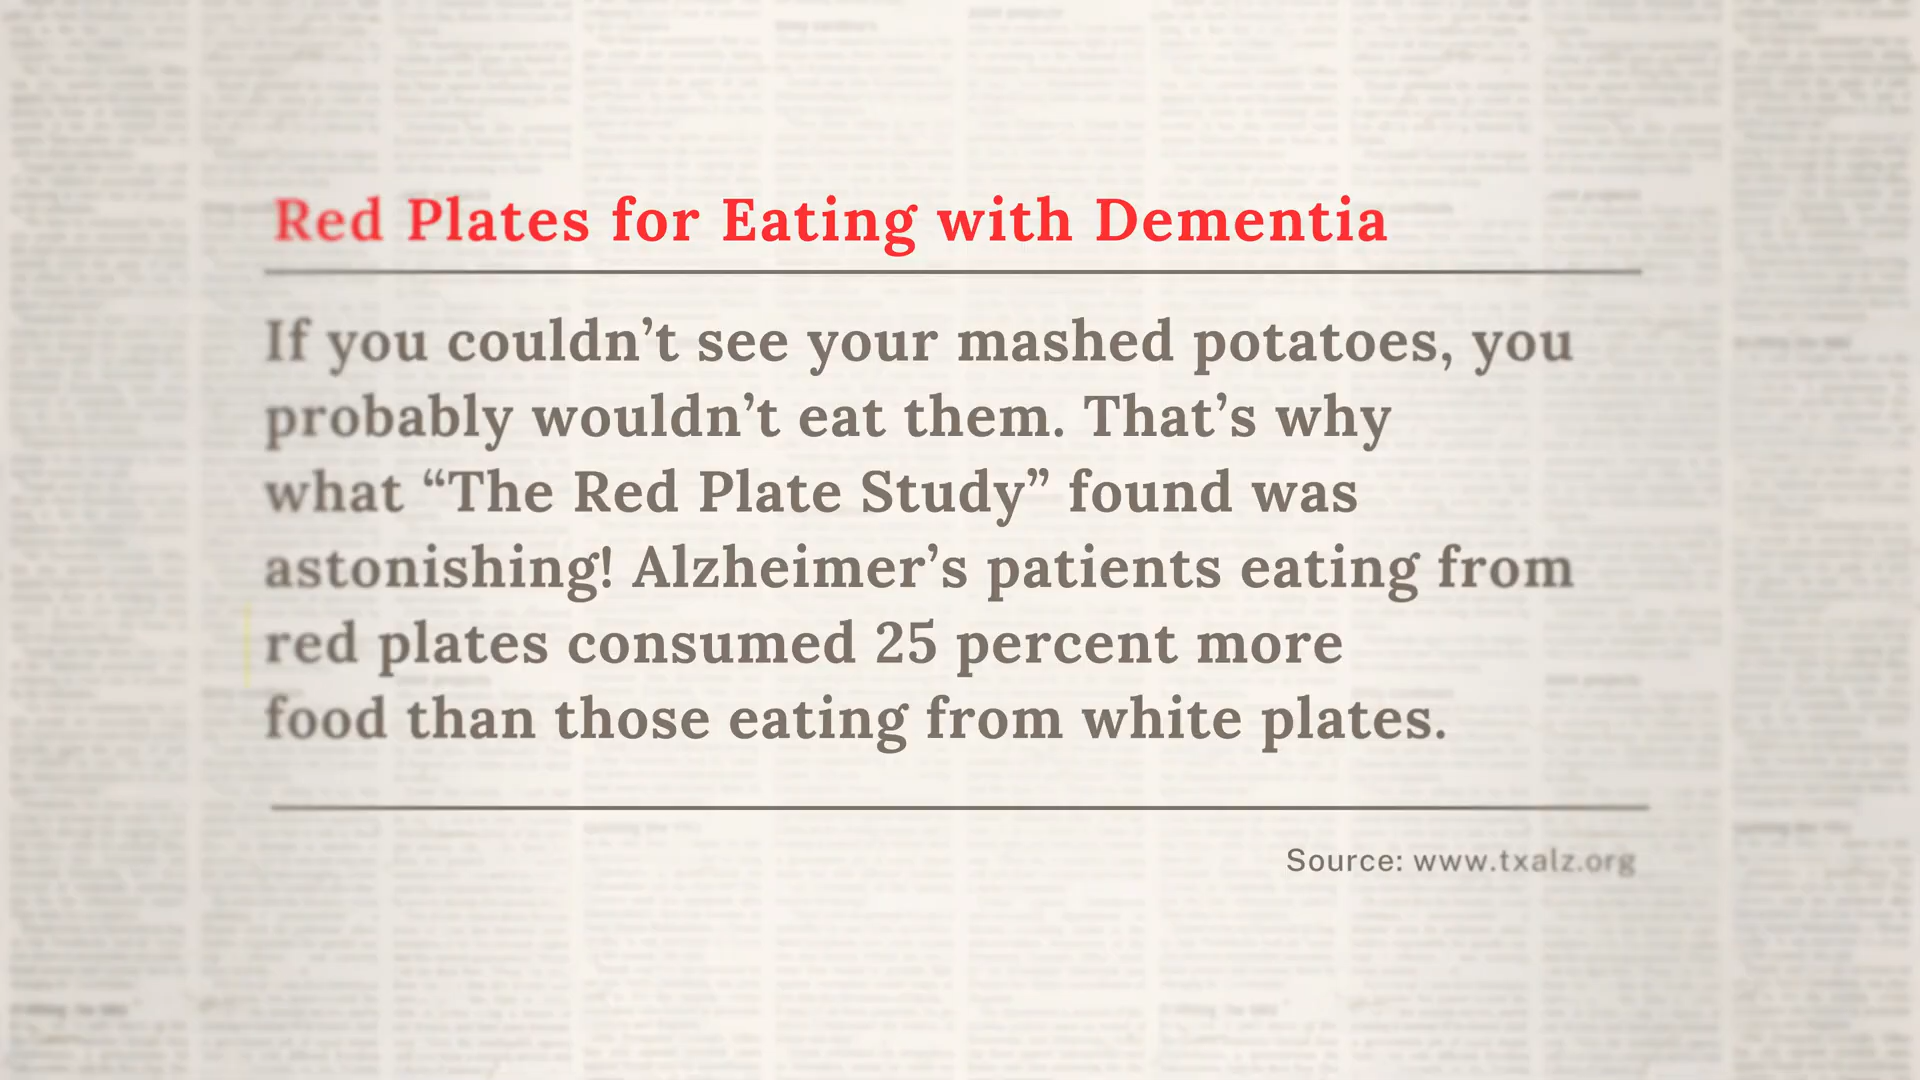 Red Plates for Eating with Dementia
If you couldn’t see your mashed potatoes, you
probably wouldn’t eat them. That’s why
what “The Red Plate Study” found was
astonishing! Alzheimer’s patients eating from
red plates consumed 25 percent more
food than those eating from white plates.
Source: www.txalz.org